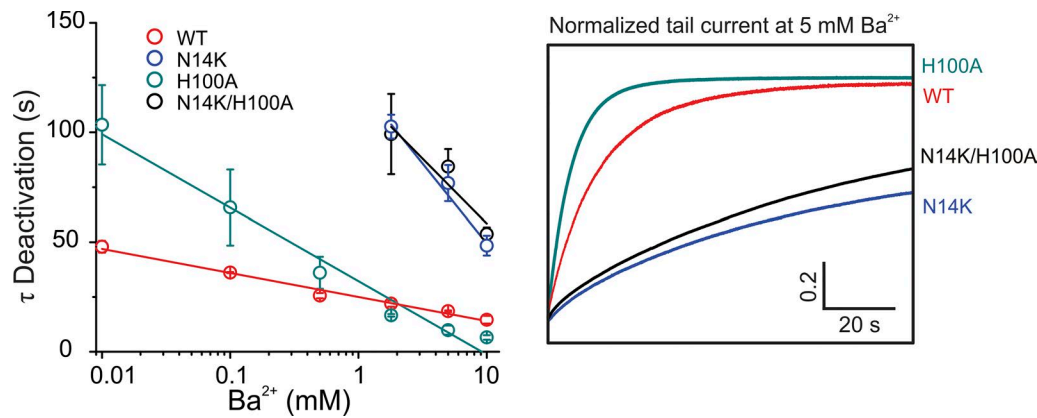 150
100
50
0
τ Deactivation (s)
WT
N14K
H100A
N14K/H100A
0.01
0.1
1
10
Ba²⁺ (mM)
Normalized tail current at 5 mM Ba²⁺
H100A
WT
N14K/H100A
N14K
0.2
20 s